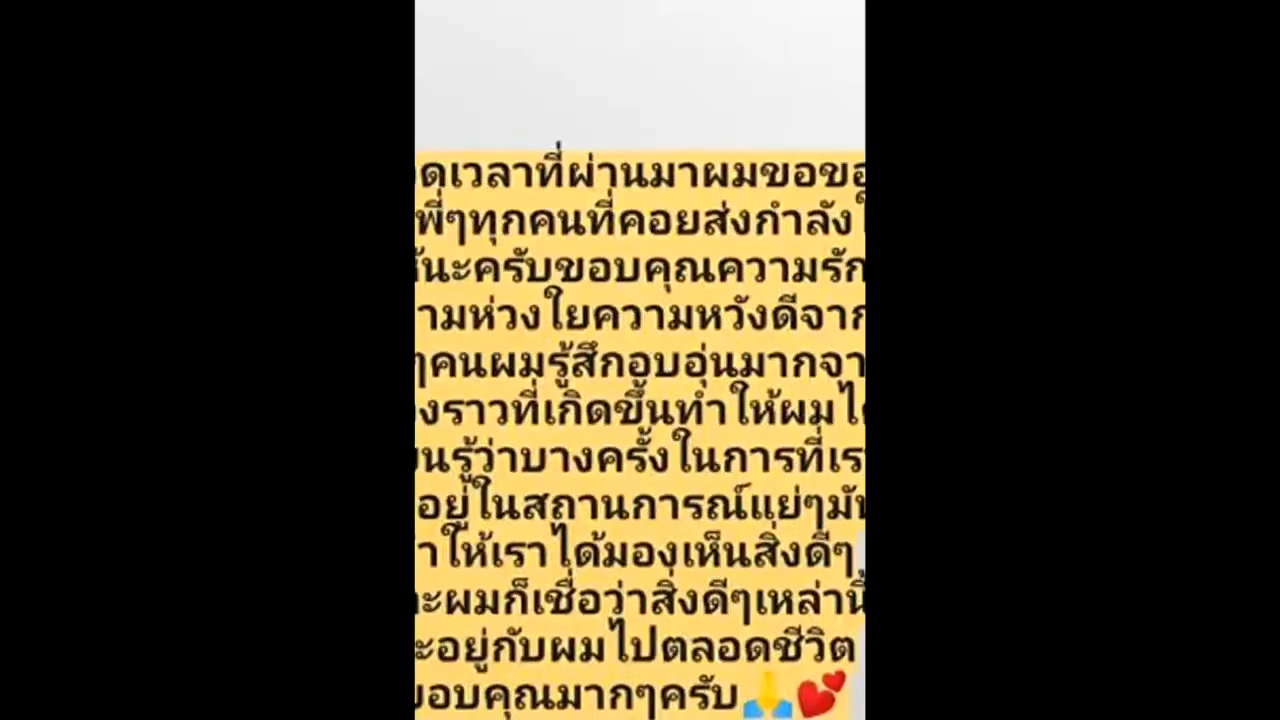 ดเวลาที่ผ่านมาผมขอขอ
พี่ๆทุกคนที่คอยส่งกำลังใ
นะครับขอบคุณความรัก
ามห่วงใยความหวังดีจาก
ๆคนผมรู้สึกอบอุ่นมากจา
งราวที่เกิดขึ้นทำให้ผมได
นรู้ว่าบางครั้งในการที่เรา
อยู่ในสถานการณ์แย่ๆมัน
ำให้เราได้มองเห็นสิ่งดีๆ
ละผมก็เชื่อว่าสิ่งดีๆเหล่านี้
ะอยู่กับผมไปตลอดชีวิต
ขอบคุณมากๆครับ🙏💕